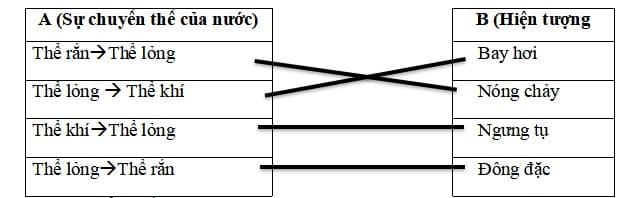 A (Sự chuyển thể của nước) B (Hiện tượng
Thể rắn→Thể lỏng Bay hơi
Thể lỏng → Thể khí Nóng chảy
Thể khí→Thể lỏng Ngưng tụ
Thể lỏng→Thể rắn Đông đặc